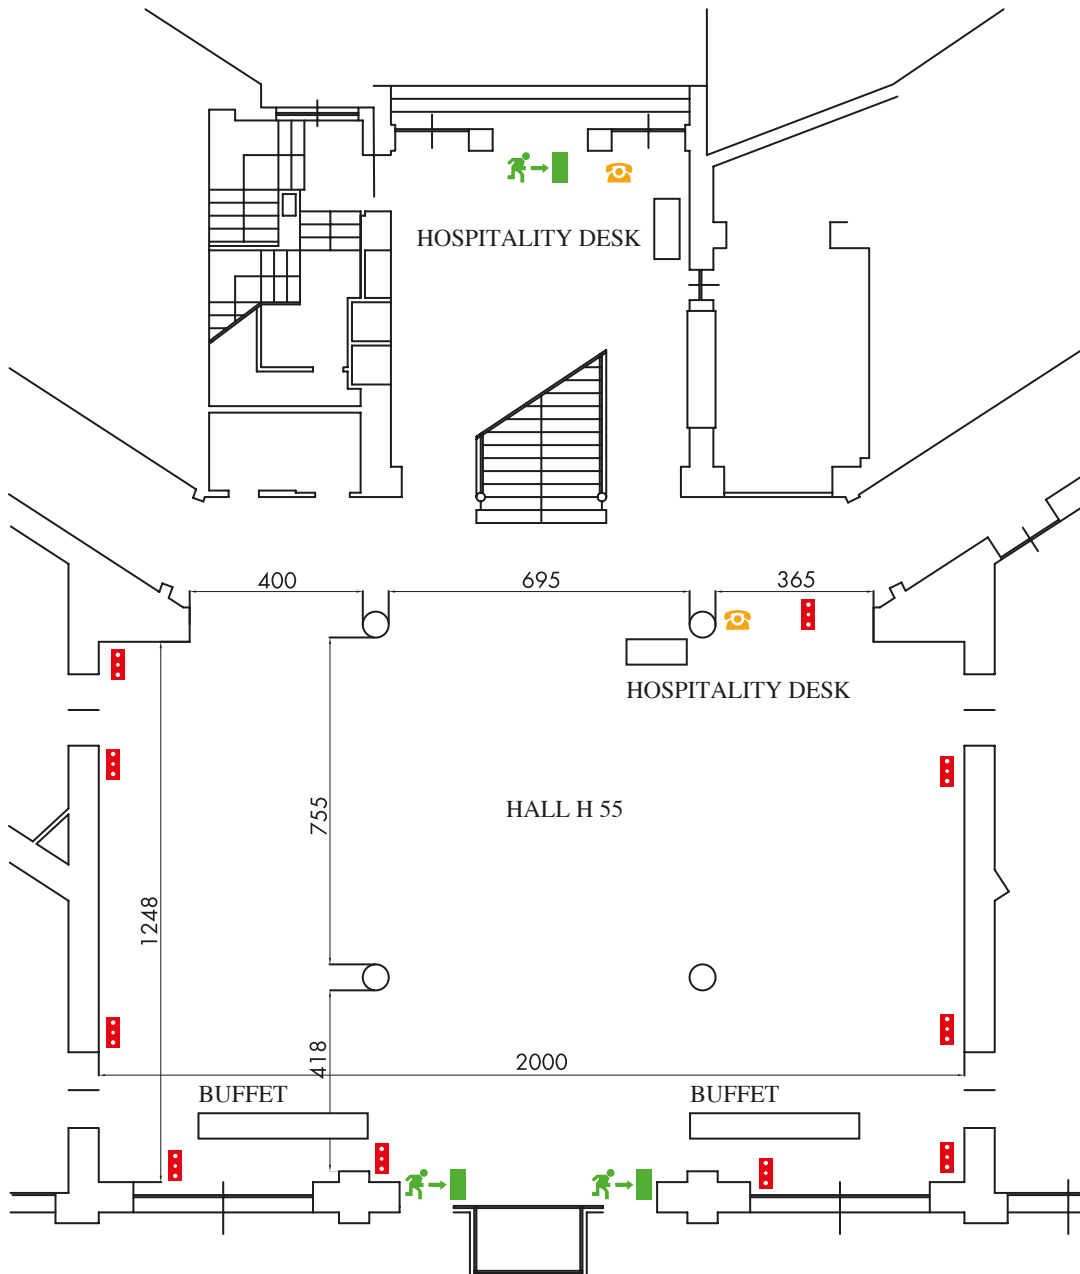 HOSPITALITY DESK
400
695
365
HOSPITALITY DESK
755
HALL H 55
1248
418
2000
BUFFET
BUFFET